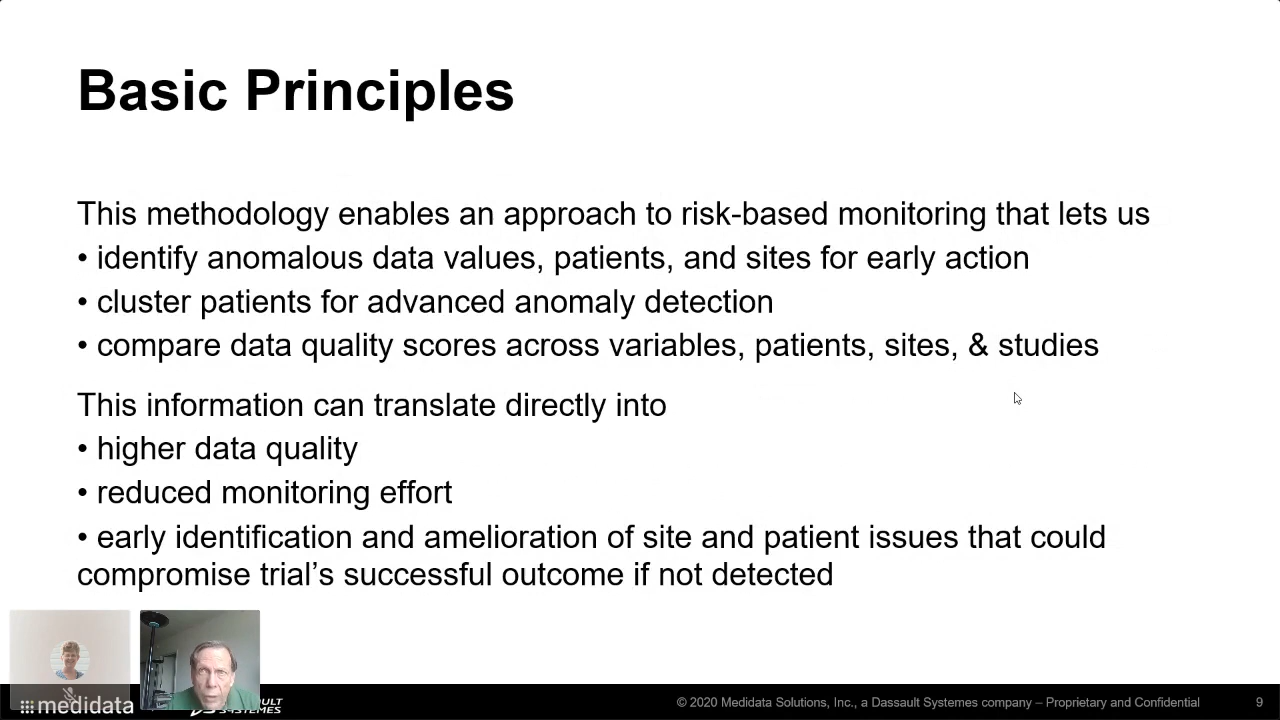 Basic Principles
This methodology enables an approach to risk-based monitoring that lets us
• identify anomalous data values, patients, and sites for early action
• cluster patients for advanced anomaly detection
• compare data quality scores across variables, patients, sites, & studies
This information can translate directly into
• higher data quality
• reduced monitoring effort
• early identification and amelioration of site and patient issues that could
compromise trial’s successful outcome if not detected
medidata
SYSTEMES
© 2020 Medidata Solutions, Inc., a Dassault Systemes company – Proprietary and Confidential
9